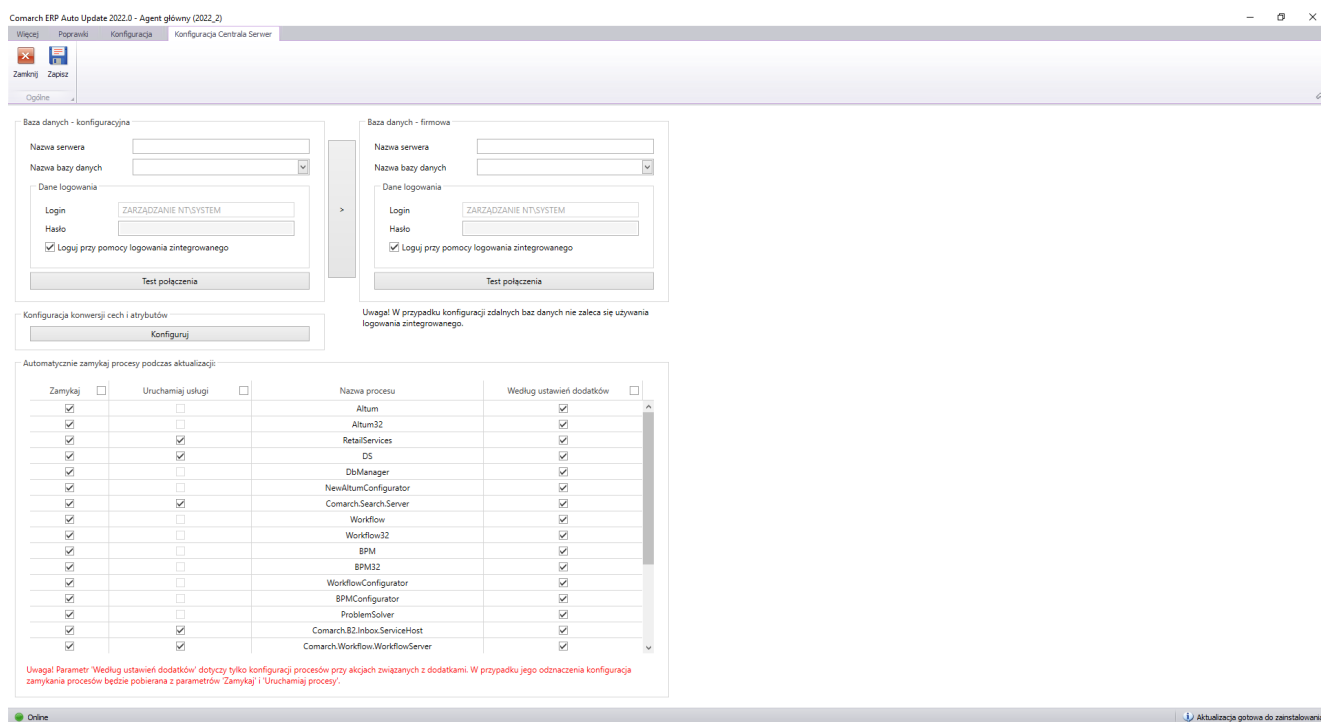 Comarch ERP Auto Update 2022.0 - Agent główny (2022_2)
Więcej Poprawki Konfiguracja Konfiguracja Centrala Serwer
Zamknij Zapisz
Ogólne
Baza danych - konfiguracyjna
Nazwa serwera
Nazwa bazy danych
Dane logowania
Login ZARZĄDZANIE NT\SYSTEM
Hasło
Loguj przy pomocy logowania zintegrowanego
Test połączenia
>
Baza danych - firmowa
Nazwa serwera
Nazwa bazy danych
Dane logowania
Login ZARZĄDZANIE NT\SYSTEM
Hasło
Loguj przy pomocy logowania zintegrowanego
Test połączenia
Konfiguracja konwersji cech i atrybutów
Konfiguruj
Uwaga! W przypadku konfiguracji zdalnych baz danych nie zaleca się używania
logowania zintegrowanego.
Automatycznie zamykaj procesy podczas aktualizacji:
Zamykaj Uruchamiaj usługi Nazwa procesu Według ustawień dodatków
Altum
Altum32
RetailServices
DS
DbManager
NewAltumConfigurator
Comarch.Search.Server
Workflow
Workflow32
BPM
BPM32
WorkflowConfigurator
BPMConfigurator
ProblemSolver
Comarch.B2.Inbox.ServiceHost
Comarch.Workflow.WorkflowServer
Uwaga! Parametr 'Według ustawień dodatków' dotyczy tylko konfiguracji procesów przy akcjach związanych z dodatkami. W przypadku jego odznaczenia konfiguracja
zamykania procesów będzie pobierana z parametrów 'Zamykaj' i 'Uruchamiaj procesy'.
Online
Aktualizacja gotowa do zainstalowania